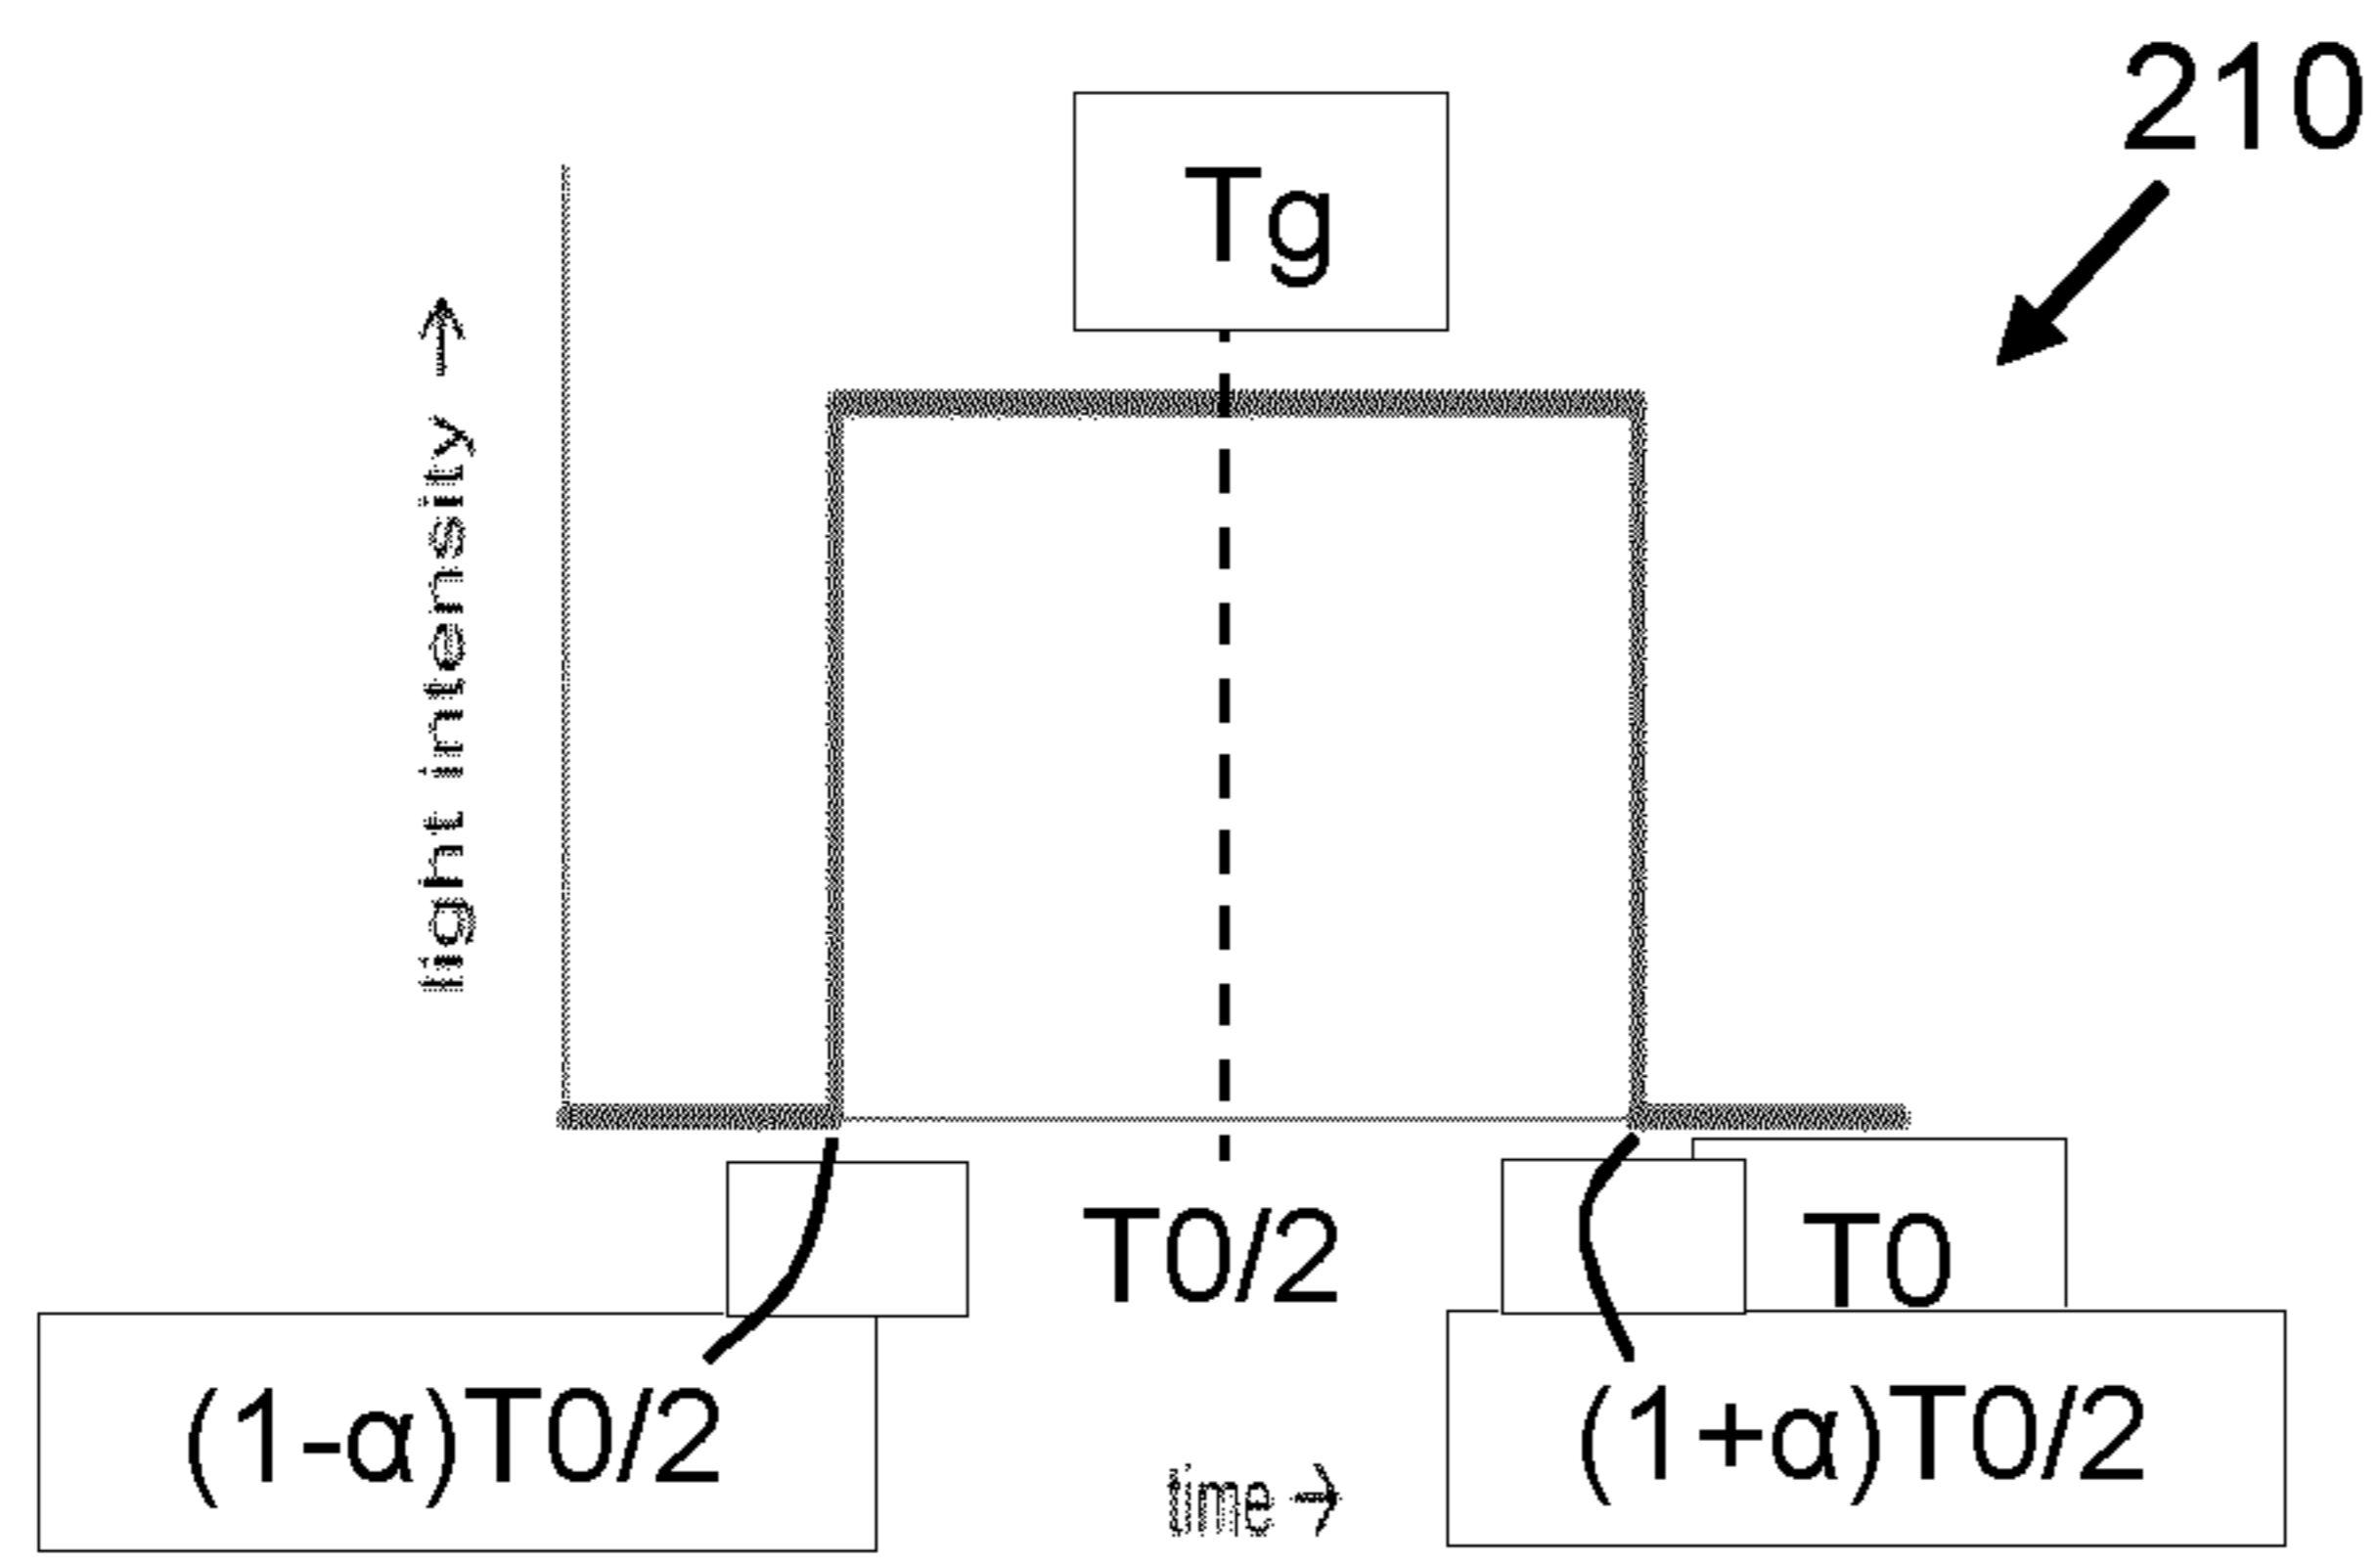 210
Tg
light intensity →
T0/2
T0
(1-α)T0/2
(1+α)T0/2
time →